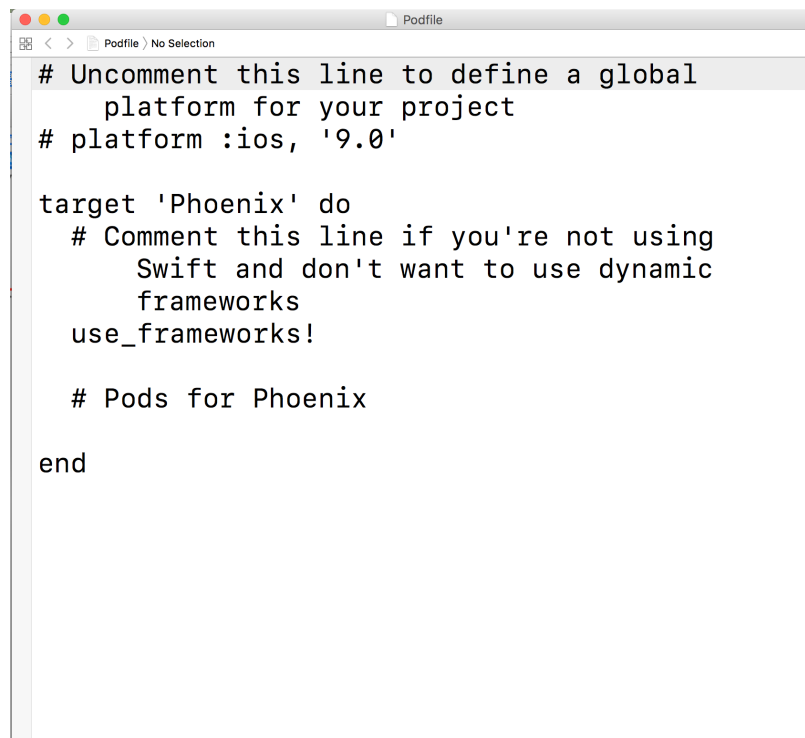 Podfile
Podfile 〉 No Selection
# Uncomment this line to define a global
platform for your project
# platform :ios, '9.0'
target 'Phoenix' do
# Comment this line if you're not using
Swift and don't want to use dynamic
frameworks
use_frameworks!
# Pods for Phoenix
end